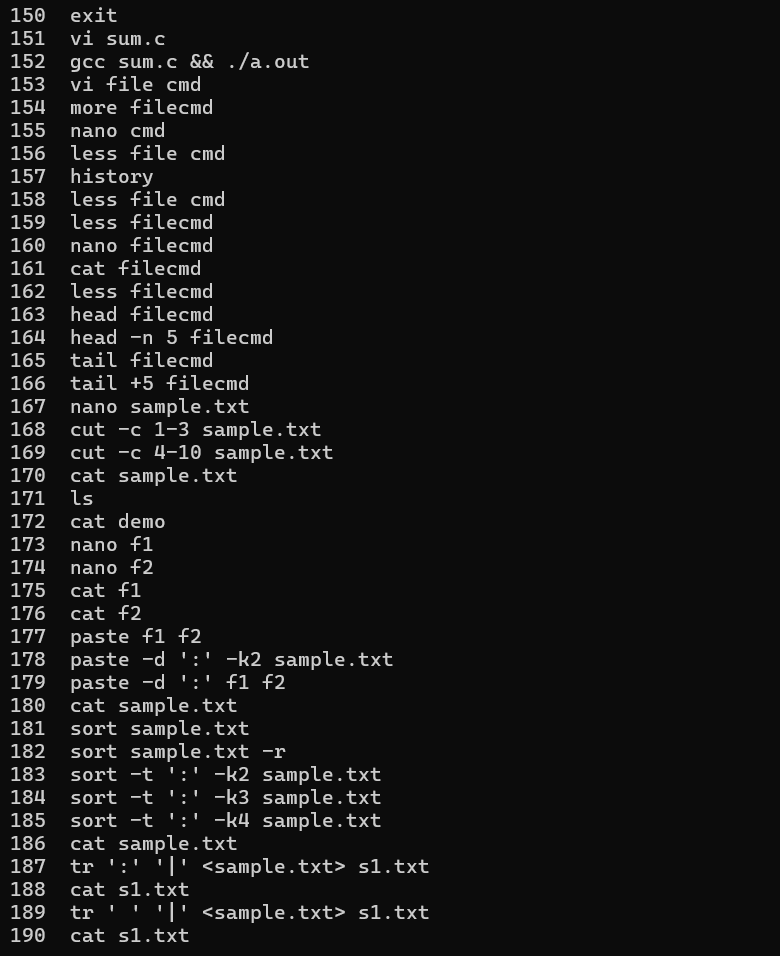 150  exit
151  vi sum.c
152  gcc sum.c && ./a.out
153  vi file cmd
154  more filecmd
155  nano cmd
156  less file cmd
157  history
158  less file cmd
159  less filecmd
160  nano filecmd
161  cat filecmd
162  less filecmd
163  head filecmd
164  head -n 5 filecmd
165  tail filecmd
166  tail +5 filecmd
167  nano sample.txt
168  cut -c 1-3 sample.txt
169  cut -c 4-10 sample.txt
170  cat sample.txt
171  ls
172  cat demo
173  nano f1
174  nano f2
175  cat f1
176  cat f2
177  paste f1 f2
178  paste -d ':' -k2 sample.txt
179  paste -d ':' f1 f2
180  cat sample.txt
181  sort sample.txt
182  sort sample.txt -r
183  sort -t ':' -k2 sample.txt
184  sort -t ':' -k3 sample.txt
185  sort -t ':' -k4 sample.txt
186  cat sample.txt
187  tr ':' '|' <sample.txt> s1.txt
188  cat s1.txt
189  tr ' ' '|' <sample.txt> s1.txt
190  cat s1.txt